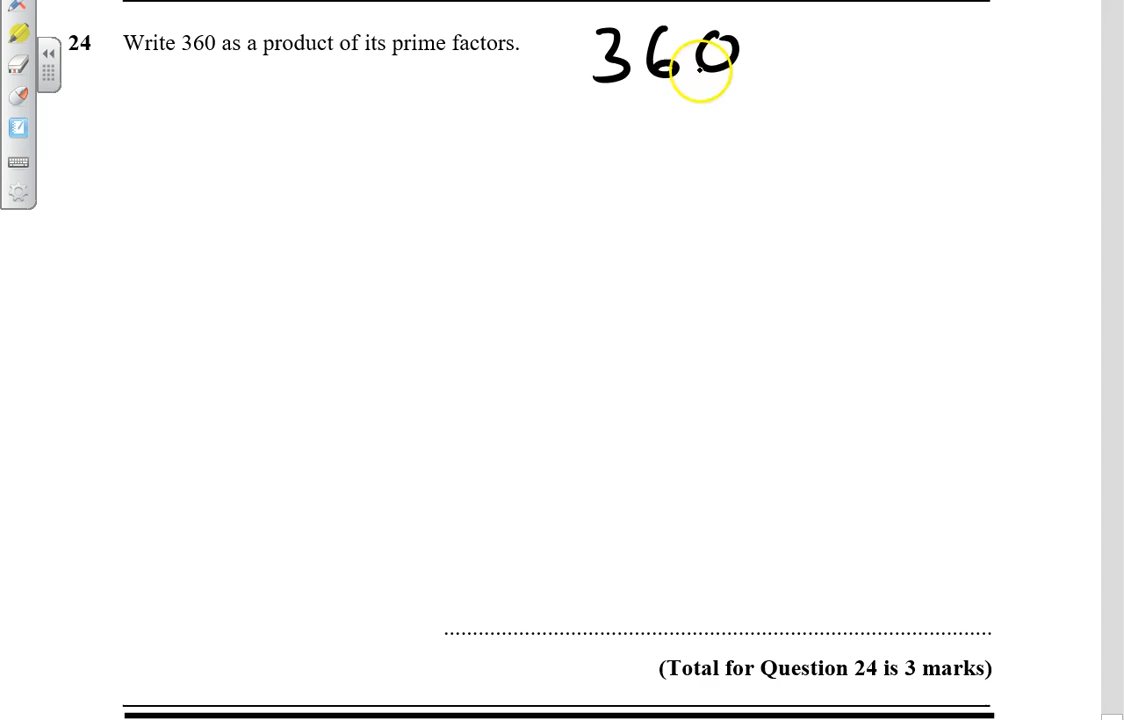 24 Write 360 as a product of its prime factors. 360
........................................................................................................
(Total for Question 24 is 3 marks)